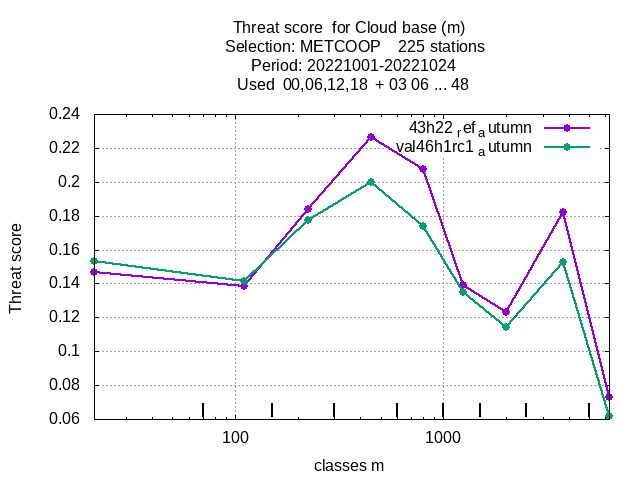 Threat score  for Cloud base (m)
Selection: METCOOP    225 stations
Period: 20221001-20221024
Used  00,06,12,18  + 03 06 ... 48
0.24
43h22 ref a utumn
0.22
val46h1rc1 a utumn
0.2
0.18
0.16
0.14
0.12
0.1
0.08
0.06
Threat score
100
1000
classes m